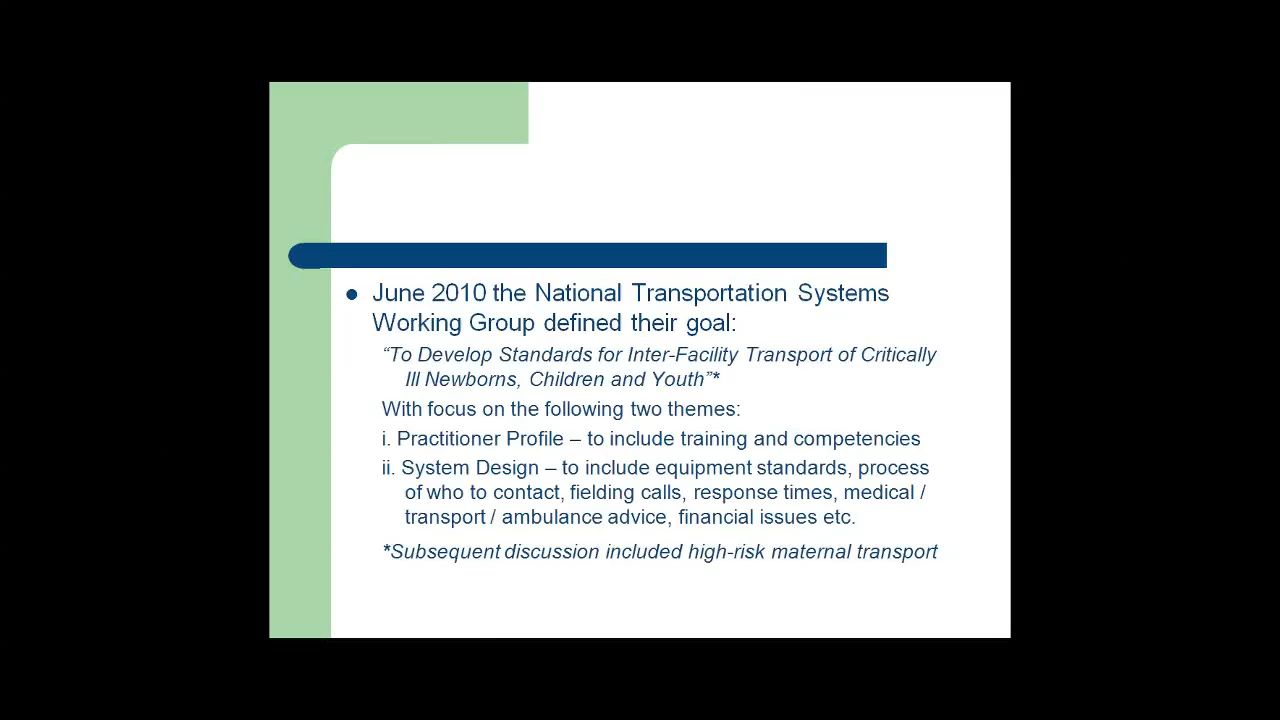 ● June 2010 the National Transportation Systems
Working Group defined their goal:
“To Develop Standards for Inter-Facility Transport of Critically
Ill Newborns, Children and Youth”*
With focus on the following two themes:
i. Practitioner Profile – to include training and competencies
ii. System Design – to include equipment standards, process
of who to contact, fielding calls, response times, medical /
transport / ambulance advice, financial issues etc.
*Subsequent discussion included high-risk maternal transport